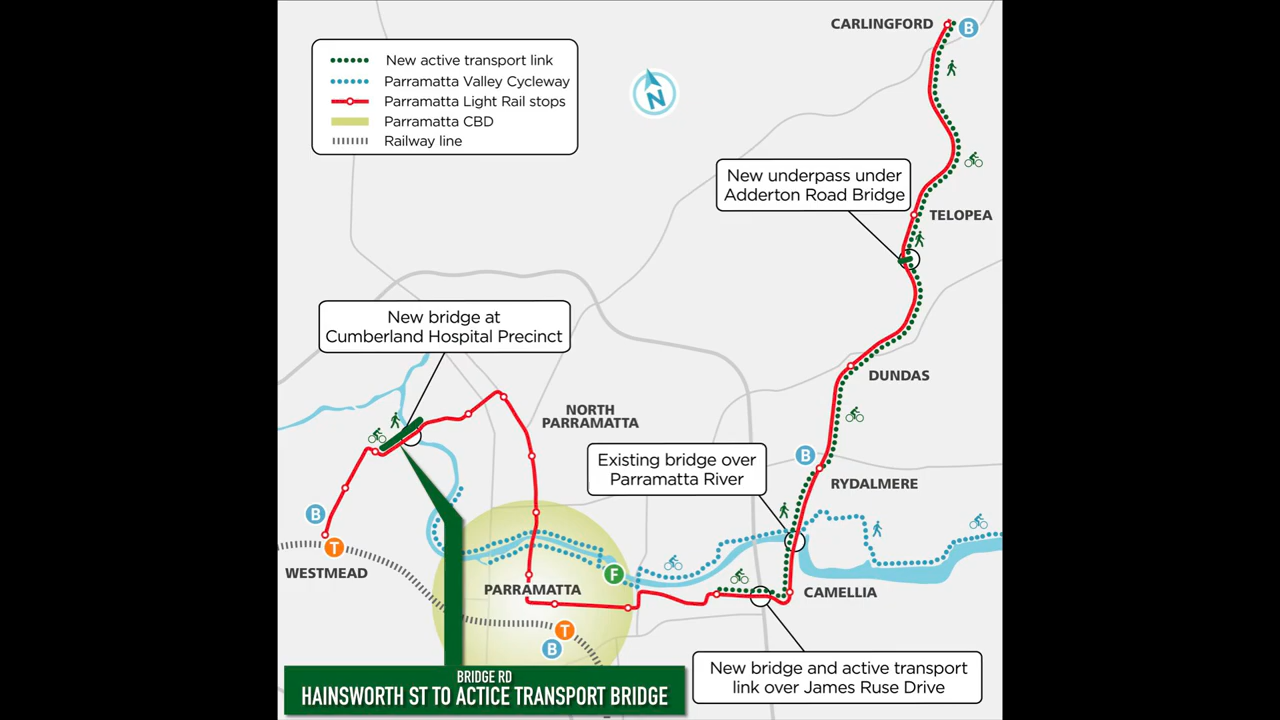 CARLINGFORD
B
New active transport link
Parramatta Valley Cycleway
Parramatta Light Rail stops
Parramatta CBD
Railway line
N
New underpass under
Adderton Road Bridge
TELOPEA
New bridge at
Cumberland Hospital Precinct
DUNDAS
NORTH
PARRAMATTA
B
Existing bridge over
Parramatta River
RYDALMERE
B
T
WESTMEAD
F
PARRAMATTA
CAMELLIA
T
B
New bridge and active transport
link over James Ruse Drive
BRIDGE RD
HAINSWORTH ST TO ACTICE TRANSPORT BRIDGE